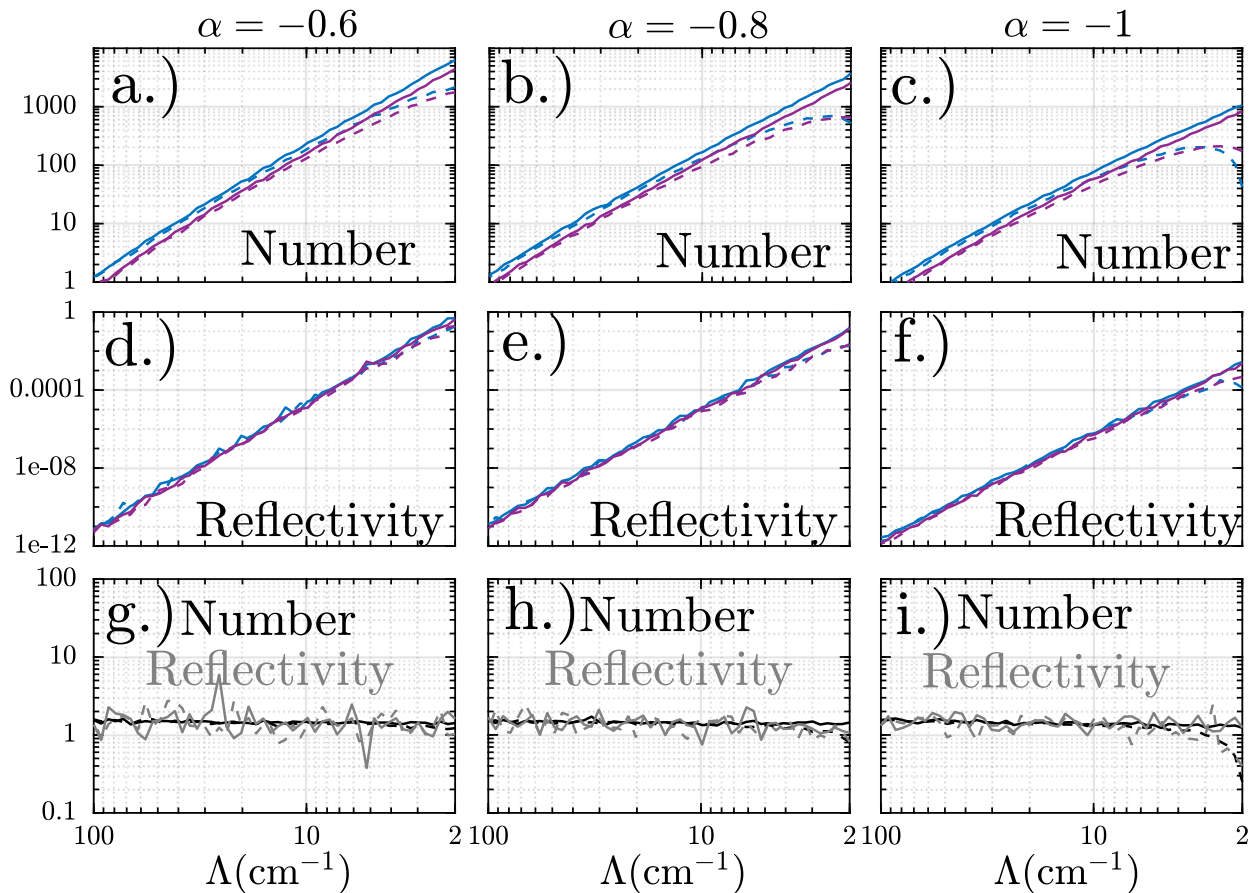 α = −0.6 α = −0.8 α = −1
a.) b.) c.)
1000
100
10
1
Number Number Number
d.) e.) f.)
1
0.0001
1e-08
1e-12
Reflectivity Reflectivity Reflectivity
g.) Number h.) Number i.) Number
Reflectivity Reflectivity Reflectivity
100
10
1
0.1
100 10 2 100 10 2 100 10 2
Λ(cm⁻¹) Λ(cm⁻¹) Λ(cm⁻¹)